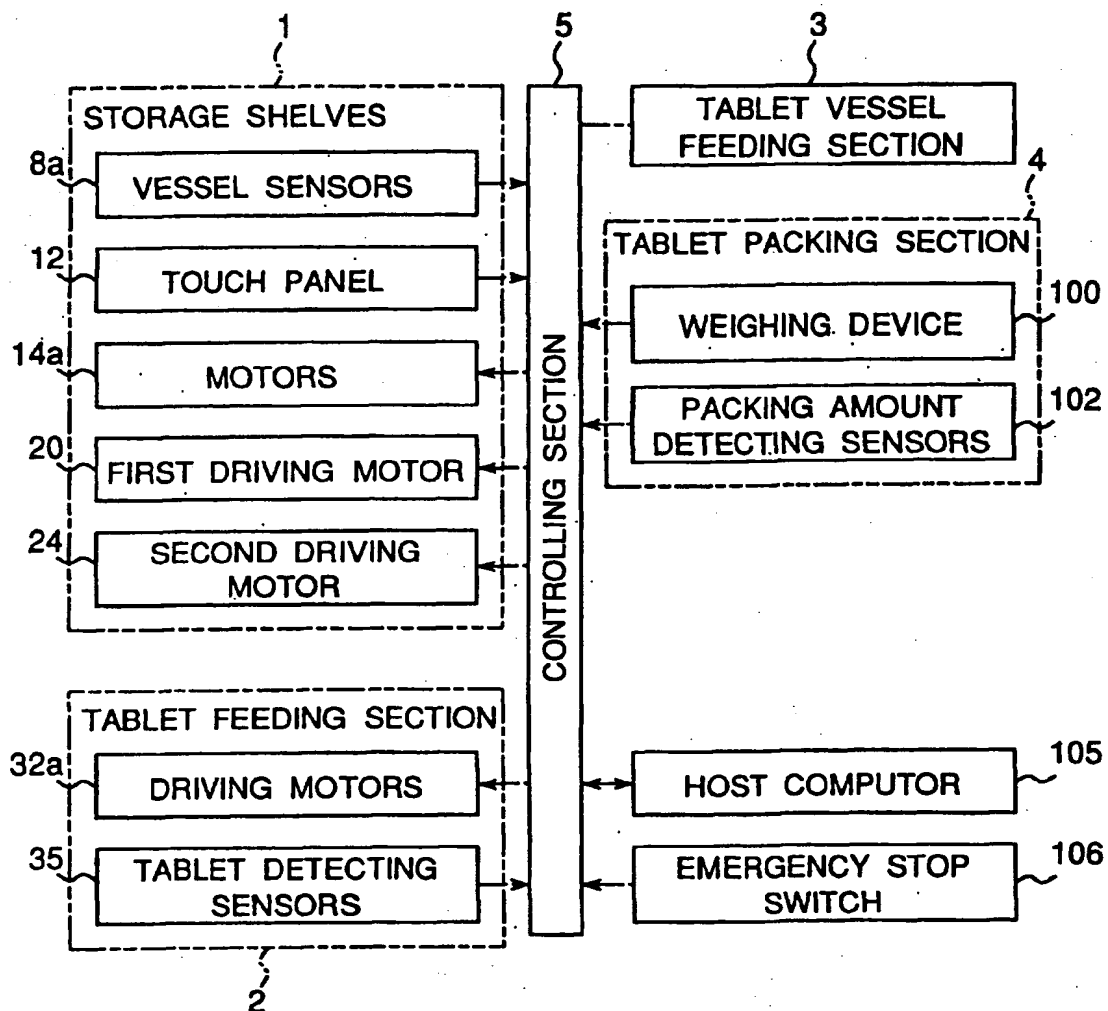 1
5
3
STORAGE SHELVES
8a
VESSEL SENSORS
12
TOUCH PANEL
14a
MOTORS
20
FIRST DRIVING MOTOR
24
SECOND DRIVING
MOTOR
TABLET FEEDING SECTION
32a
DRIVING MOTORS
35
TABLET DETECTING
SENSORS
2
CONTROLLING SECTION
TABLET VESSEL
FEEDING SECTION
4
TABLET PACKING SECTION
100
WEIGHING DEVICE
PACKING AMOUNT
DETECTING SENSORS
102
105
HOST COMPUTOR
106
EMERGENCY STOP
SWITCH